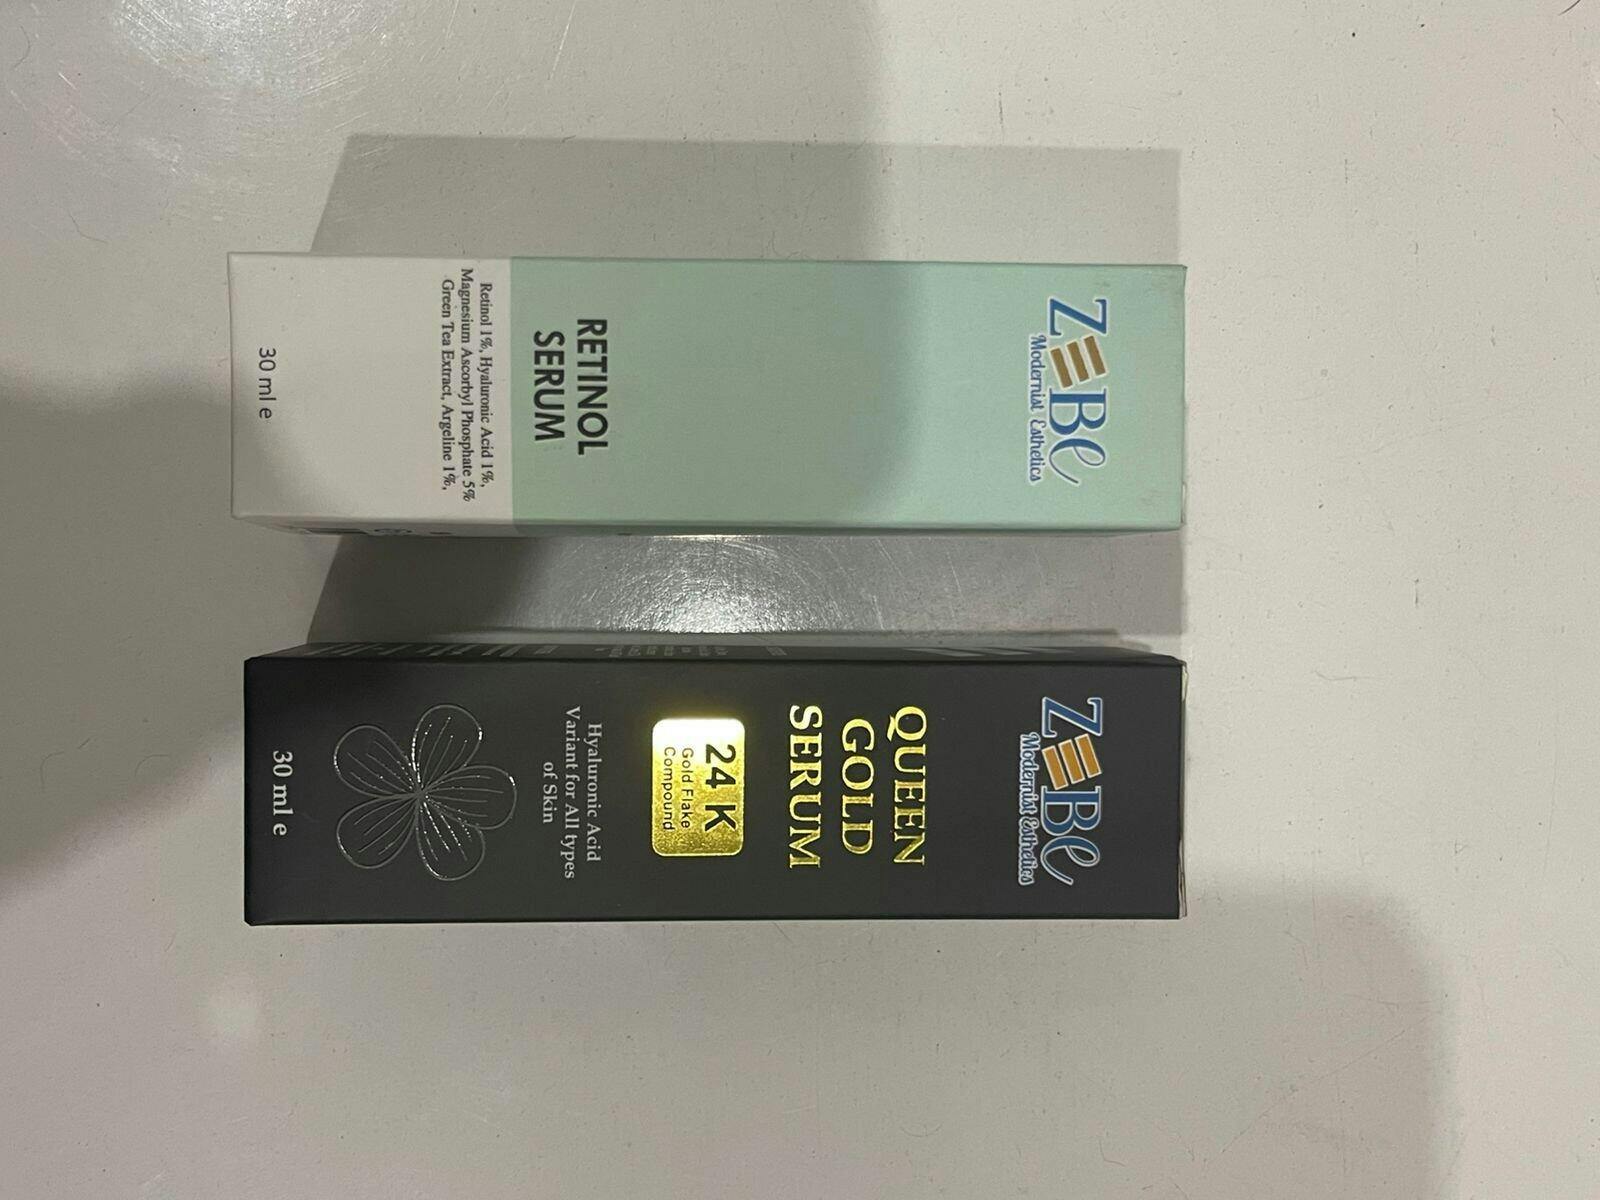 ZEBE
Modernist Esthetics
RETINOL
SERUM
Retinol 1%, Hyaluronic Acid 1%,
Magnesium Ascorbyl Phosphate 5%
Green Tea Extract, Argeline 1%,
30 ml e
ZEBE
Modernist Esthetics
QUEEN
GOLD
SERUM
24 K
Gold Flake
Compound
Hyaluronic Acid
Variant for All types
of Skin
30 ml e